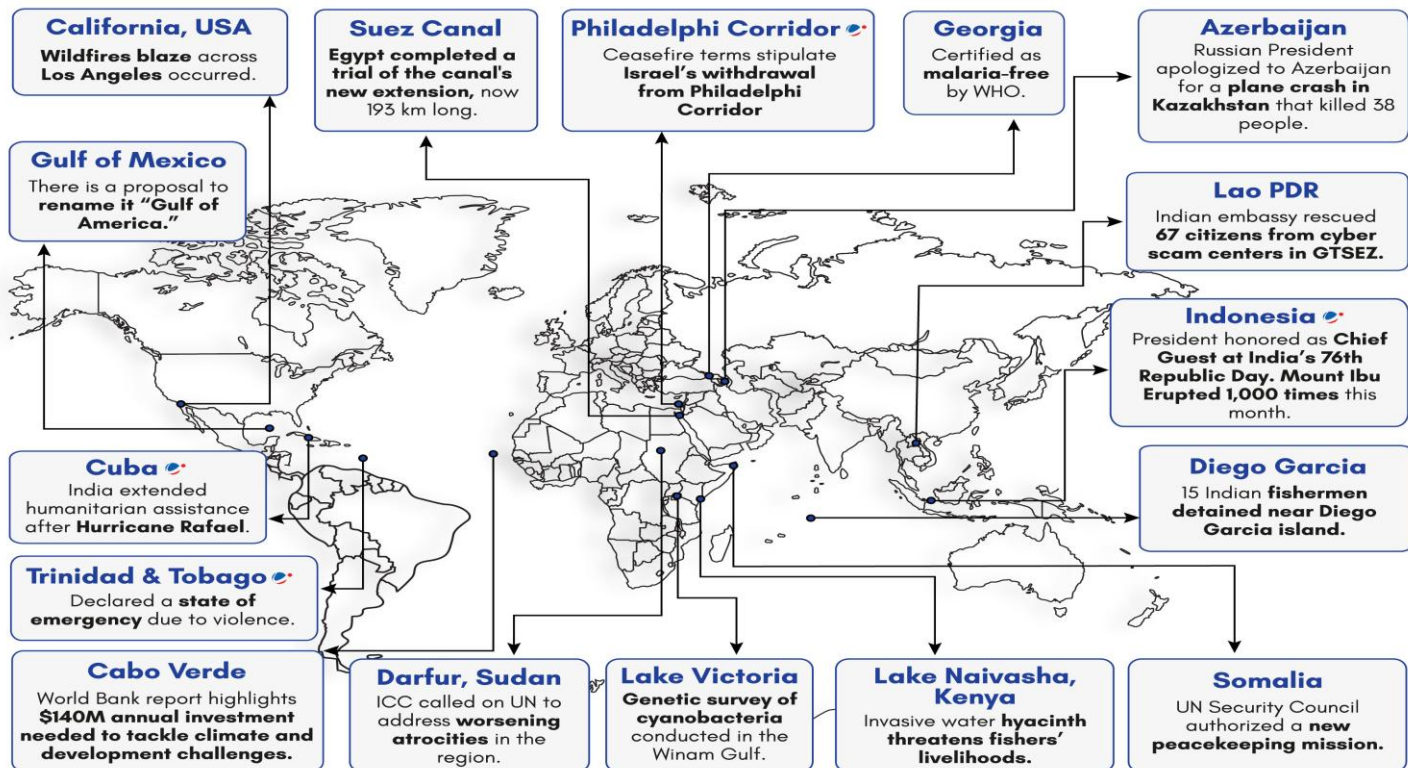 California, USA
Wildfires blaze across
Los Angeles occurred.
Suez Canal
Egypt completed a
trial of the canal's
new extension, now
193 km long.
Philadelphi Corridor
Ceasefire terms stipulate
Israel's withdrawal
from Philadelphi
Corridor
Georgia
Certified as
malaria-free
by WHO.
Azerbaijan
Russian President
apologized to Azerbaijan
for a plane crash in
Kazakhstan that killed 38
people.
Gulf of Mexico
There is a proposal to
rename it “Gulf of
America.”
Lao PDR
Indian embassy rescued
67 citizens from cyber
scam centers in GTSEZ.
Indonesia
President honored as Chief
Guest at India's 76th
Republic Day. Mount Ibu
Erupted 1,000 times this
month.
Cuba
India extended
humanitarian assistance
after Hurricane Rafael.
Diego Garcia
15 Indian fishermen
detained near Diego
Garcia island.
Trinidad & Tobago
Declared a state of
emergency due to violence.
Cabo Verde
World Bank report highlights
$140M annual investment
needed to tackle climate and
development challenges.
Darfur, Sudan
ICC called on UN to
address worsening
atrocities in the
region.
Lake Victoria
Genetic survey of
cyanobacteria
conducted in the
Winam Gulf.
Lake Naivasha,
Kenya
Invasive water hyacinth
threatens fishers'
livelihoods.
Somalia
UN Security Council
authorized a new
peacekeeping mission.